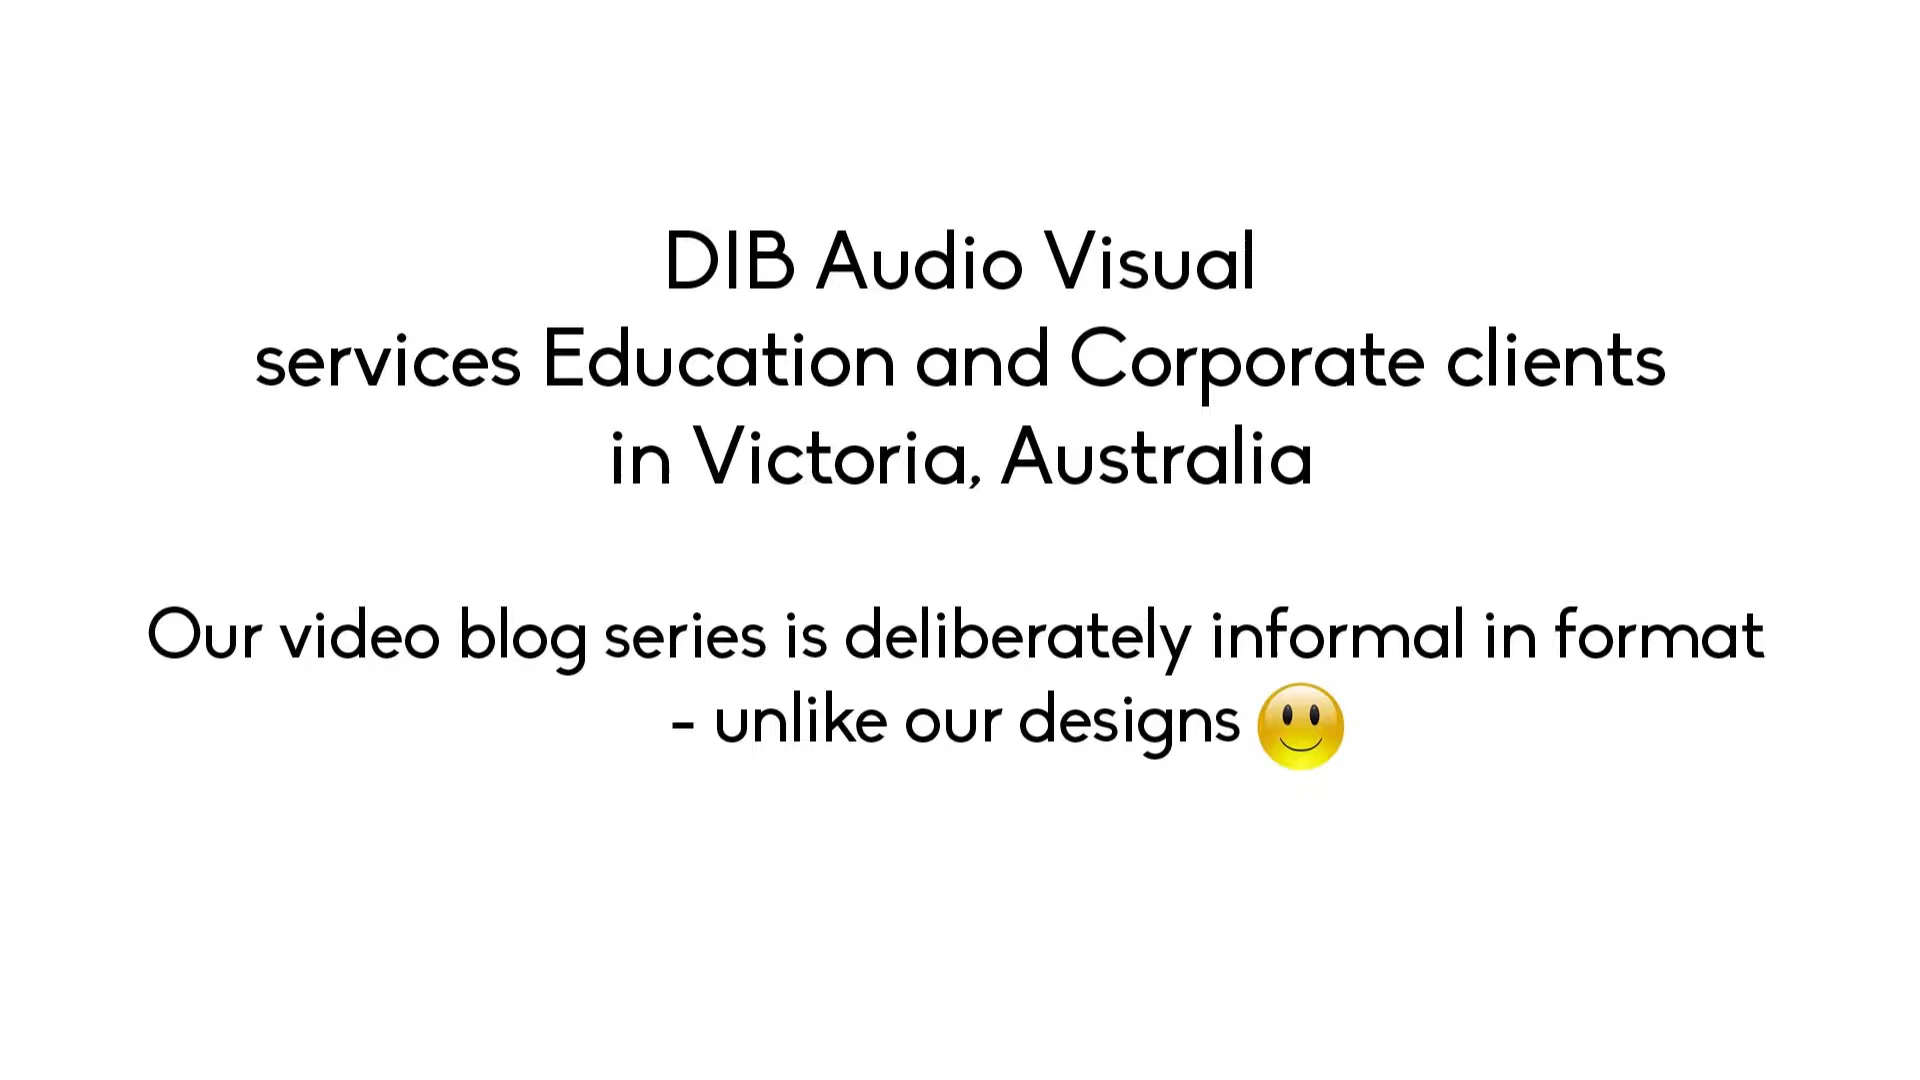 DIB Audio Visual
services Education and Corporate clients
in Victoria, Australia
Our video blog series is deliberately informal in format
- unlike our designs